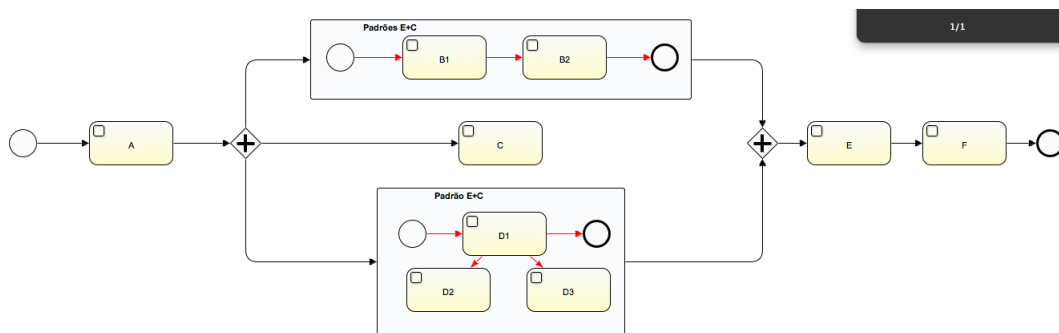 1/1
Padrões E+C
B1
B2
A
C
E
F
Padrão E+C
D1
D2
D3